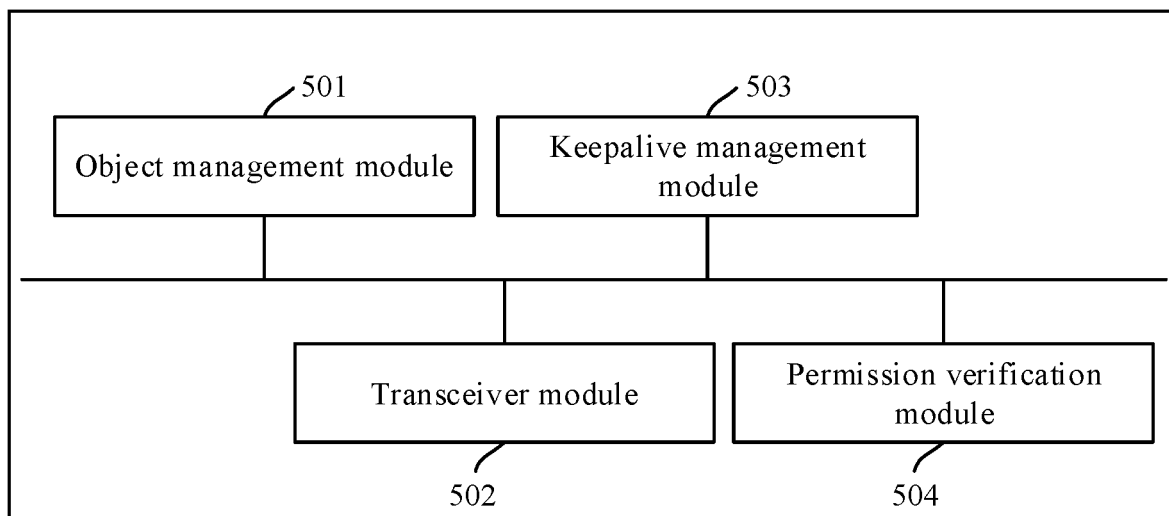 501
503
Object management module
Keepalive management
module
Transceiver module
Permission verification
module
502
504